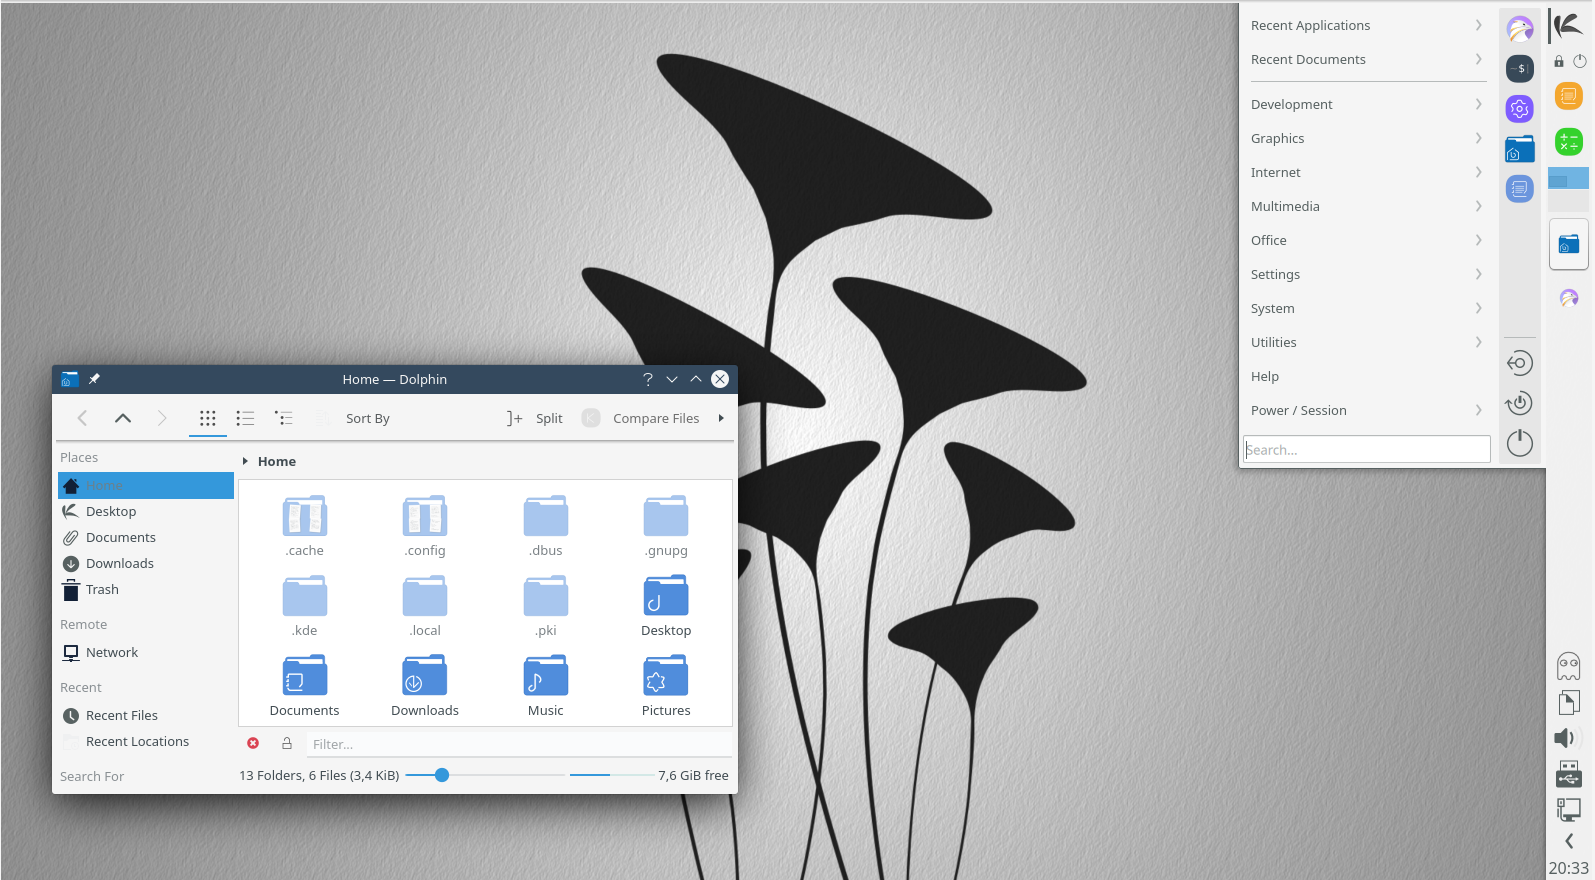 Recent Applications
Recent Documents
Development
Graphics
Internet
Multimedia
Office
Settings
System
Utilities
Help
Power / Session
Search...
~$
20:33
Home — Dolphin
Sort By
Split
Compare Files
Places
Home
Desktop
Documents
Downloads
Trash
Remote
Network
Recent
Recent Files
Recent Locations
Search For
Home
.cache
.config
.dbus
.gnupg
.kde
.local
.pki
Desktop
Documents
Downloads
Music
Pictures
Filter...
13 Folders, 6 Files (3,4 KiB)
7,6 GiB free